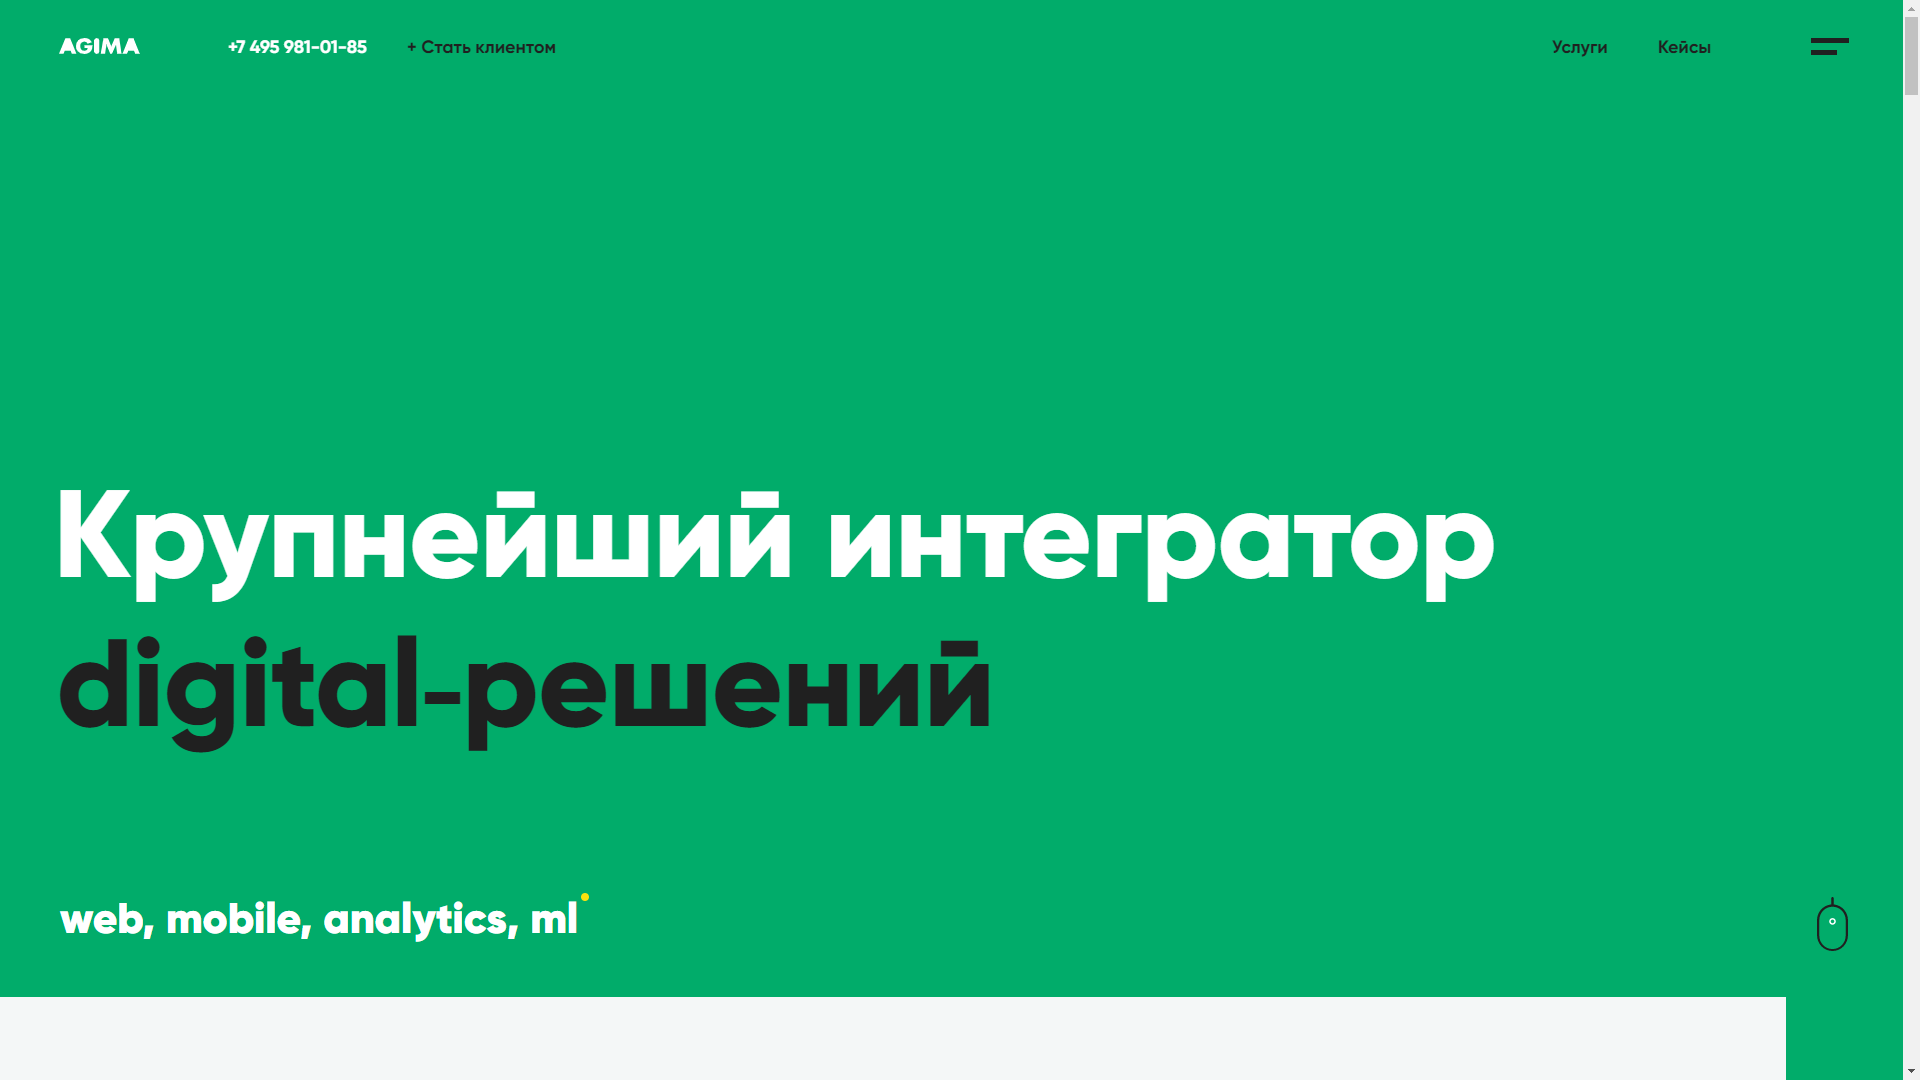 AGIMA
+7 495 981-01-85
+ Стать клиентом
Услуги
Кейсы
Крупнейший интегратор
digital-решений
web, mobile, analytics, ml